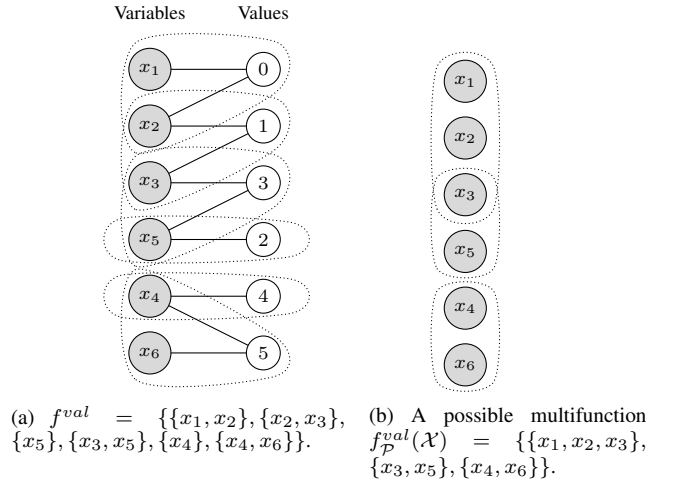 Variables Values
x1 0
x2 1
x3 3
x5 2
x4 4
x6 5
x1
x2
x3
x5
x4
x6
(a) f^val = {{x1, x2}, {x2, x3},
{x5}, {x3, x5}, {x4}, {x4, x6}}.
(b) A possible multifunction
f_P^val(X) = {{x1, x2, x3},
{x3, x5}, {x4, x6}}.